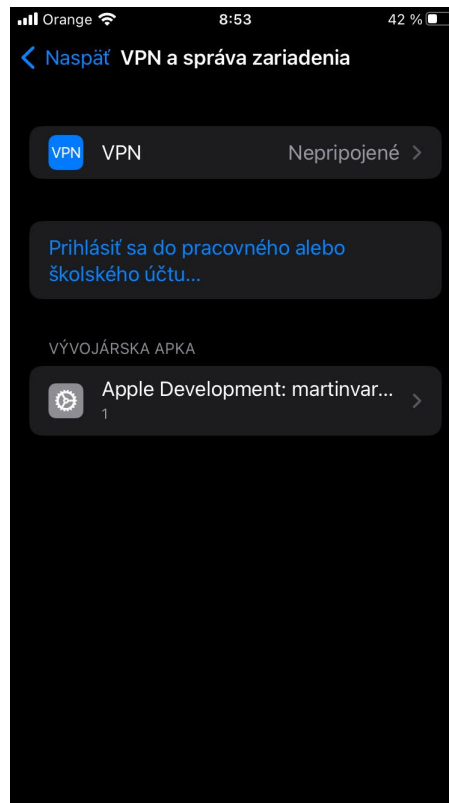 Orange 8:53 42 %
Naspäť VPN a správa zariadenia
VPN VPN Nepripojené
Prihlásiť sa do pracovného alebo
školského účtu...
VÝVOJÁRSKA APKA
Apple Development: martinvar...
1